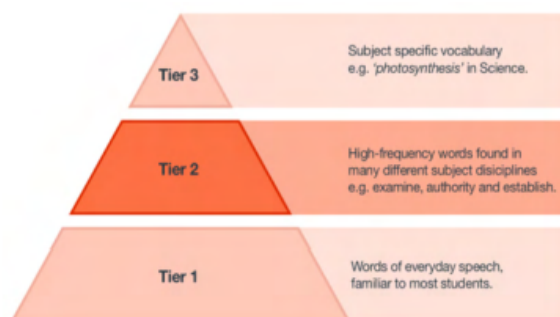 Tier 3
Subject specific vocabulary
e.g. ‘photosynthesis’ in Science.
Tier 2
High-frequency words found in
many different subject disiciplines
e.g. examine, authority and establish.
Tier 1
Words of everyday speech,
familiar to most students.